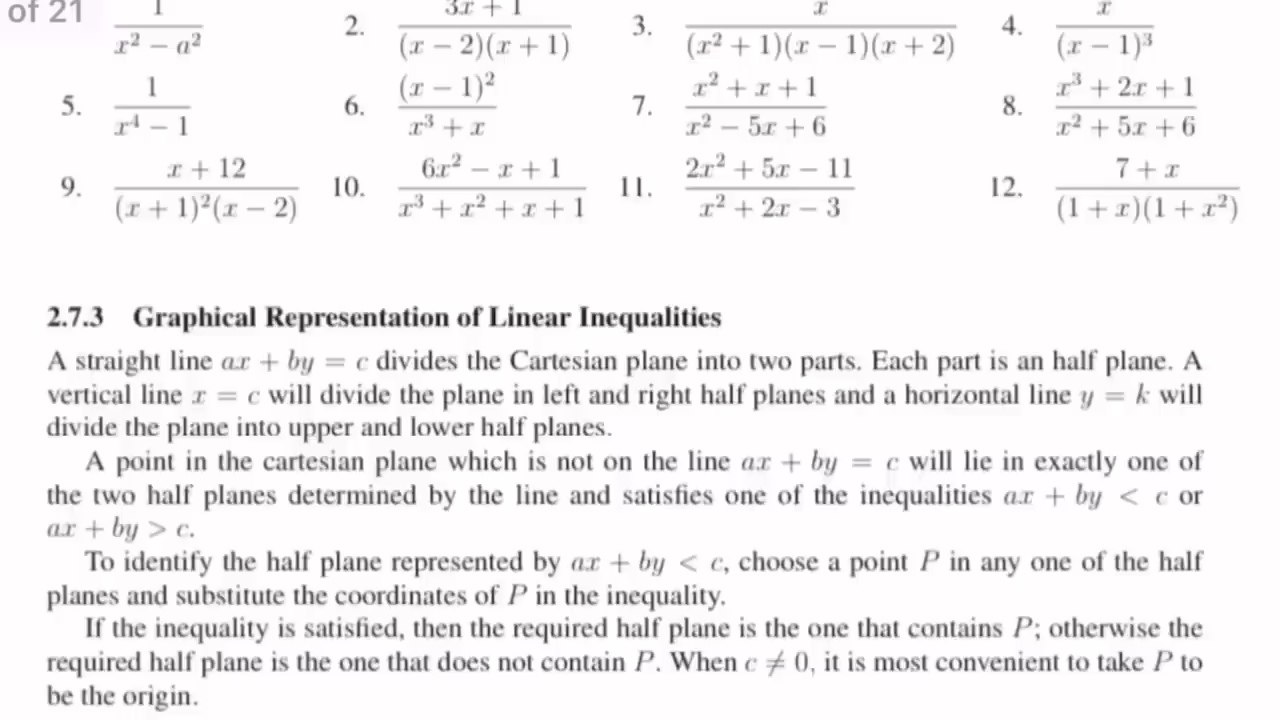 of 21
1/(x² − a²) 2. (3x + 1)/((x − 2)(x + 1)) 3. x/((x² + 1)(x − 1)(x + 2)) 4. x/(x − 1)³
5. 1/(x⁴ − 1) 6. (x − 1)²/(x³ + x) 7. (x² + x + 1)/(x² − 5x + 6) 8. (x³ + 2x + 1)/(x² + 5x + 6)
9. (x + 12)/((x + 1)²(x − 2)) 10. (6x² − x + 1)/(x³ + x² + x + 1) 11. (2x² + 5x − 11)/(x² + 2x − 3) 12. (7 + x)/((1 + x)(1 + x²))
2.7.3 Graphical Representation of Linear Inequalities
A straight line ax + by = c divides the Cartesian plane into two parts. Each part is an half plane. A
vertical line x = c will divide the plane in left and right half planes and a horizontal line y = k will
divide the plane into upper and lower half planes.
A point in the cartesian plane which is not on the line ax + by = c will lie in exactly one of
the two half planes determined by the line and satisfies one of the inequalities ax + by < c or
ax + by > c.
To identify the half plane represented by ax + by < c, choose a point P in any one of the half
planes and substitute the coordinates of P in the inequality.
If the inequality is satisfied, then the required half plane is the one that contains P; otherwise the
required half plane is the one that does not contain P. When c ≠ 0, it is most convenient to take P to
be the origin.